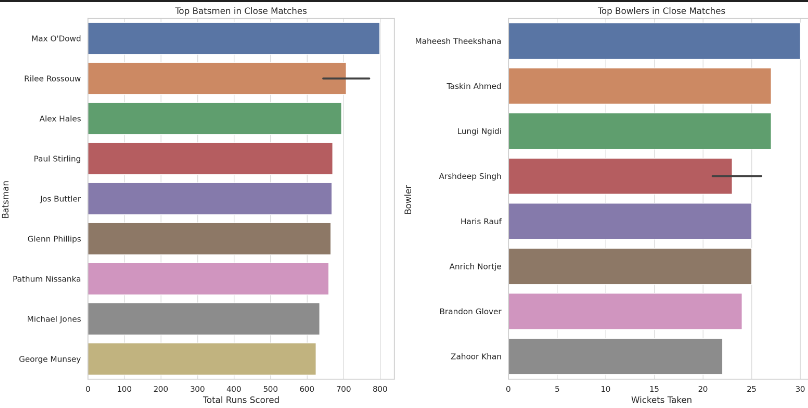 Top Batsmen in Close Matches
Batsman
Max O'Dowd
Rilee Rossouw
Alex Hales
Paul Stirling
Jos Buttler
Glenn Phillips
Pathum Nissanka
Michael Jones
George Munsey
0 100 200 300 400 500 600 700 800
Total Runs Scored
Top Bowlers in Close Matches
Bowler
Maheesh Theekshana
Taskin Ahmed
Lungi Ngidi
Arshdeep Singh
Haris Rauf
Anrich Nortje
Brandon Glover
Zahoor Khan
0 5 10 15 20 25 30
Wickets Taken